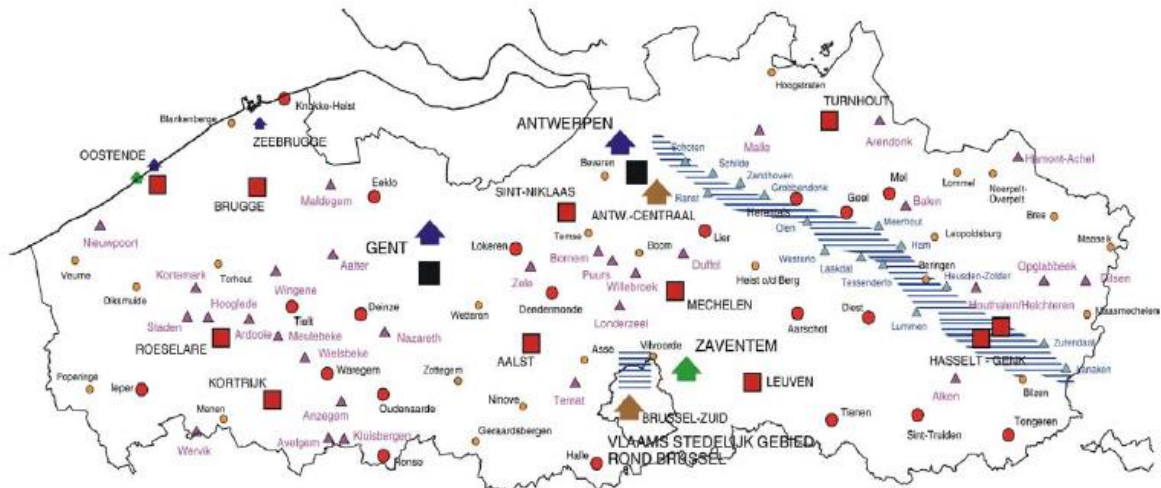 Hoogstraten
Knokke-Heist
TURNHOUT
Blankenberge
ANTWERPEN
Arendonk
ZEEBRUGGE
Malle
Schoten
OOSTENDE
Hamont-Achel
Beveren
Schilde
Zandhoven
Mol
Lommel
Neerpelt-
Overpelt
Eeklo
SINT-NIKLAAS
Ranst
Grobbendonk
Geel
Maldegem
BRUGGE
Balen
ANTW.-CENTRAAL
Herentals
Bree
Meerhout
Olen
Temse
Lier
GENT
Nieuwpoort
Lokeren
Bornem
Boom
Leopoldsburg
Ham
Maaseik
Westerlo
Duffel
Veurne
Aalter
Laakdal
Kortemark
Torhout
Puurs
Heist o/d Berg
Beringen
Opglabbeek
Zele
Willebroek
Tessenderlo
Heusden-Zolder
Dilsen
Diksmuide
Wingene
Hooglede
Deinze
Wetteren
Dendermonde
MECHELEN
Diest
Houthalen/Helchteren
Maasmechelen
Tielt
Londerzeel
Aarschot
Lummen
Staden
Ardooie
Meulebeke
Nazareth
ROESELARE
Zutendaal
ZAVENTEM
Vilvoorde
Asse
AALST
HASSELT - GENK
Wielsbeke
Lanaken
Waregem
Poperinge
Ieper
KORTRIJK
Zottegem
LEUVEN
Bilzen
Ternat
Alken
Oudenaarde
Ninove
Menen
Anzegem
BRUSSEL-ZUID
Tienen
Tongeren
Sint-Truiden
Geraardsbergen
Wervik
Avelgem
Kluisbergen
VLAAMS STEDELIJK GEBIED
ROND BRUSSEL
Halle
Ronse